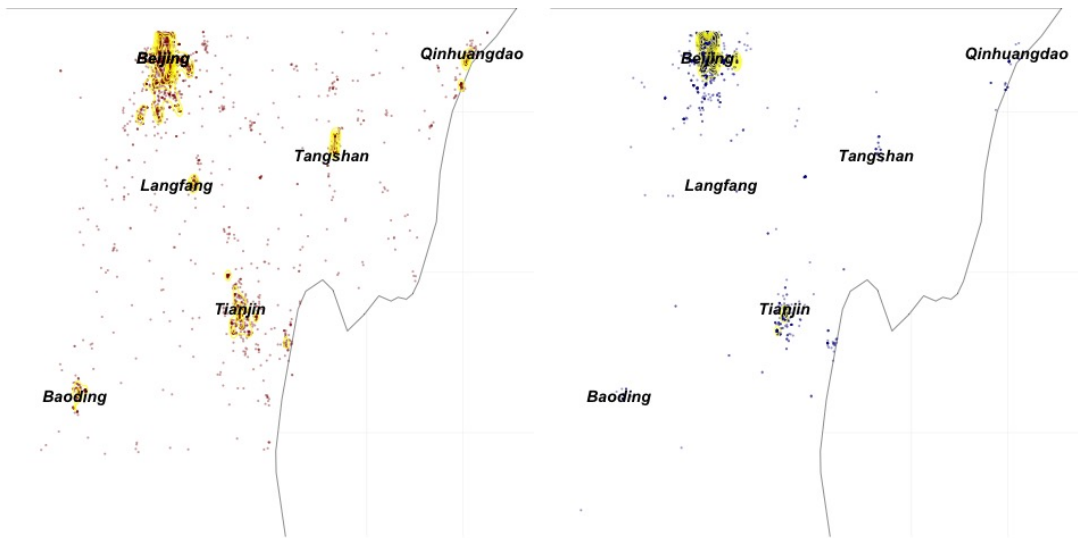 Beijing
Qinhuangdao
Tangshan
Langfang
Tianjin
Baoding
Beijing
Qinhuangdao
Tangshan
Langfang
Tianjin
Baoding